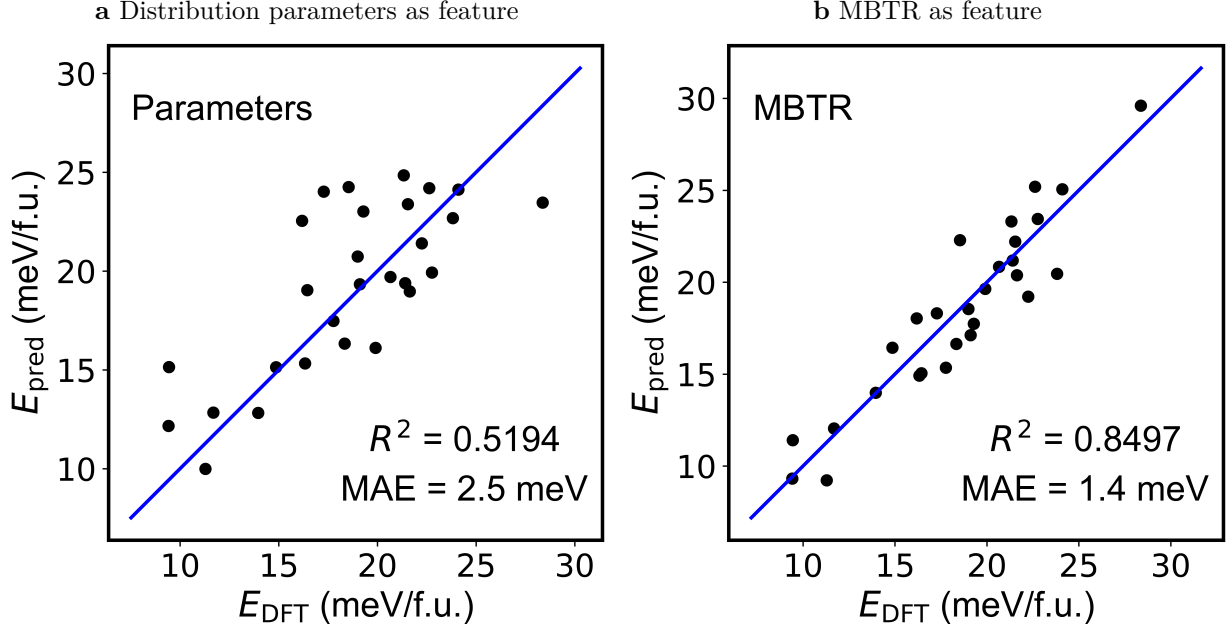 a Distribution parameters as feature
Parameters
30
25
20
15
10
E_pred (meV/f.u.)
R² = 0.5194
MAE = 2.5 meV
10 15 20 25 30
E_DFT (meV/f.u.)
b MBTR as feature
MBTR
30
25
20
15
10
E_pred (meV/f.u.)
R² = 0.8497
MAE = 1.4 meV
10 15 20 25 30
E_DFT (meV/f.u.)